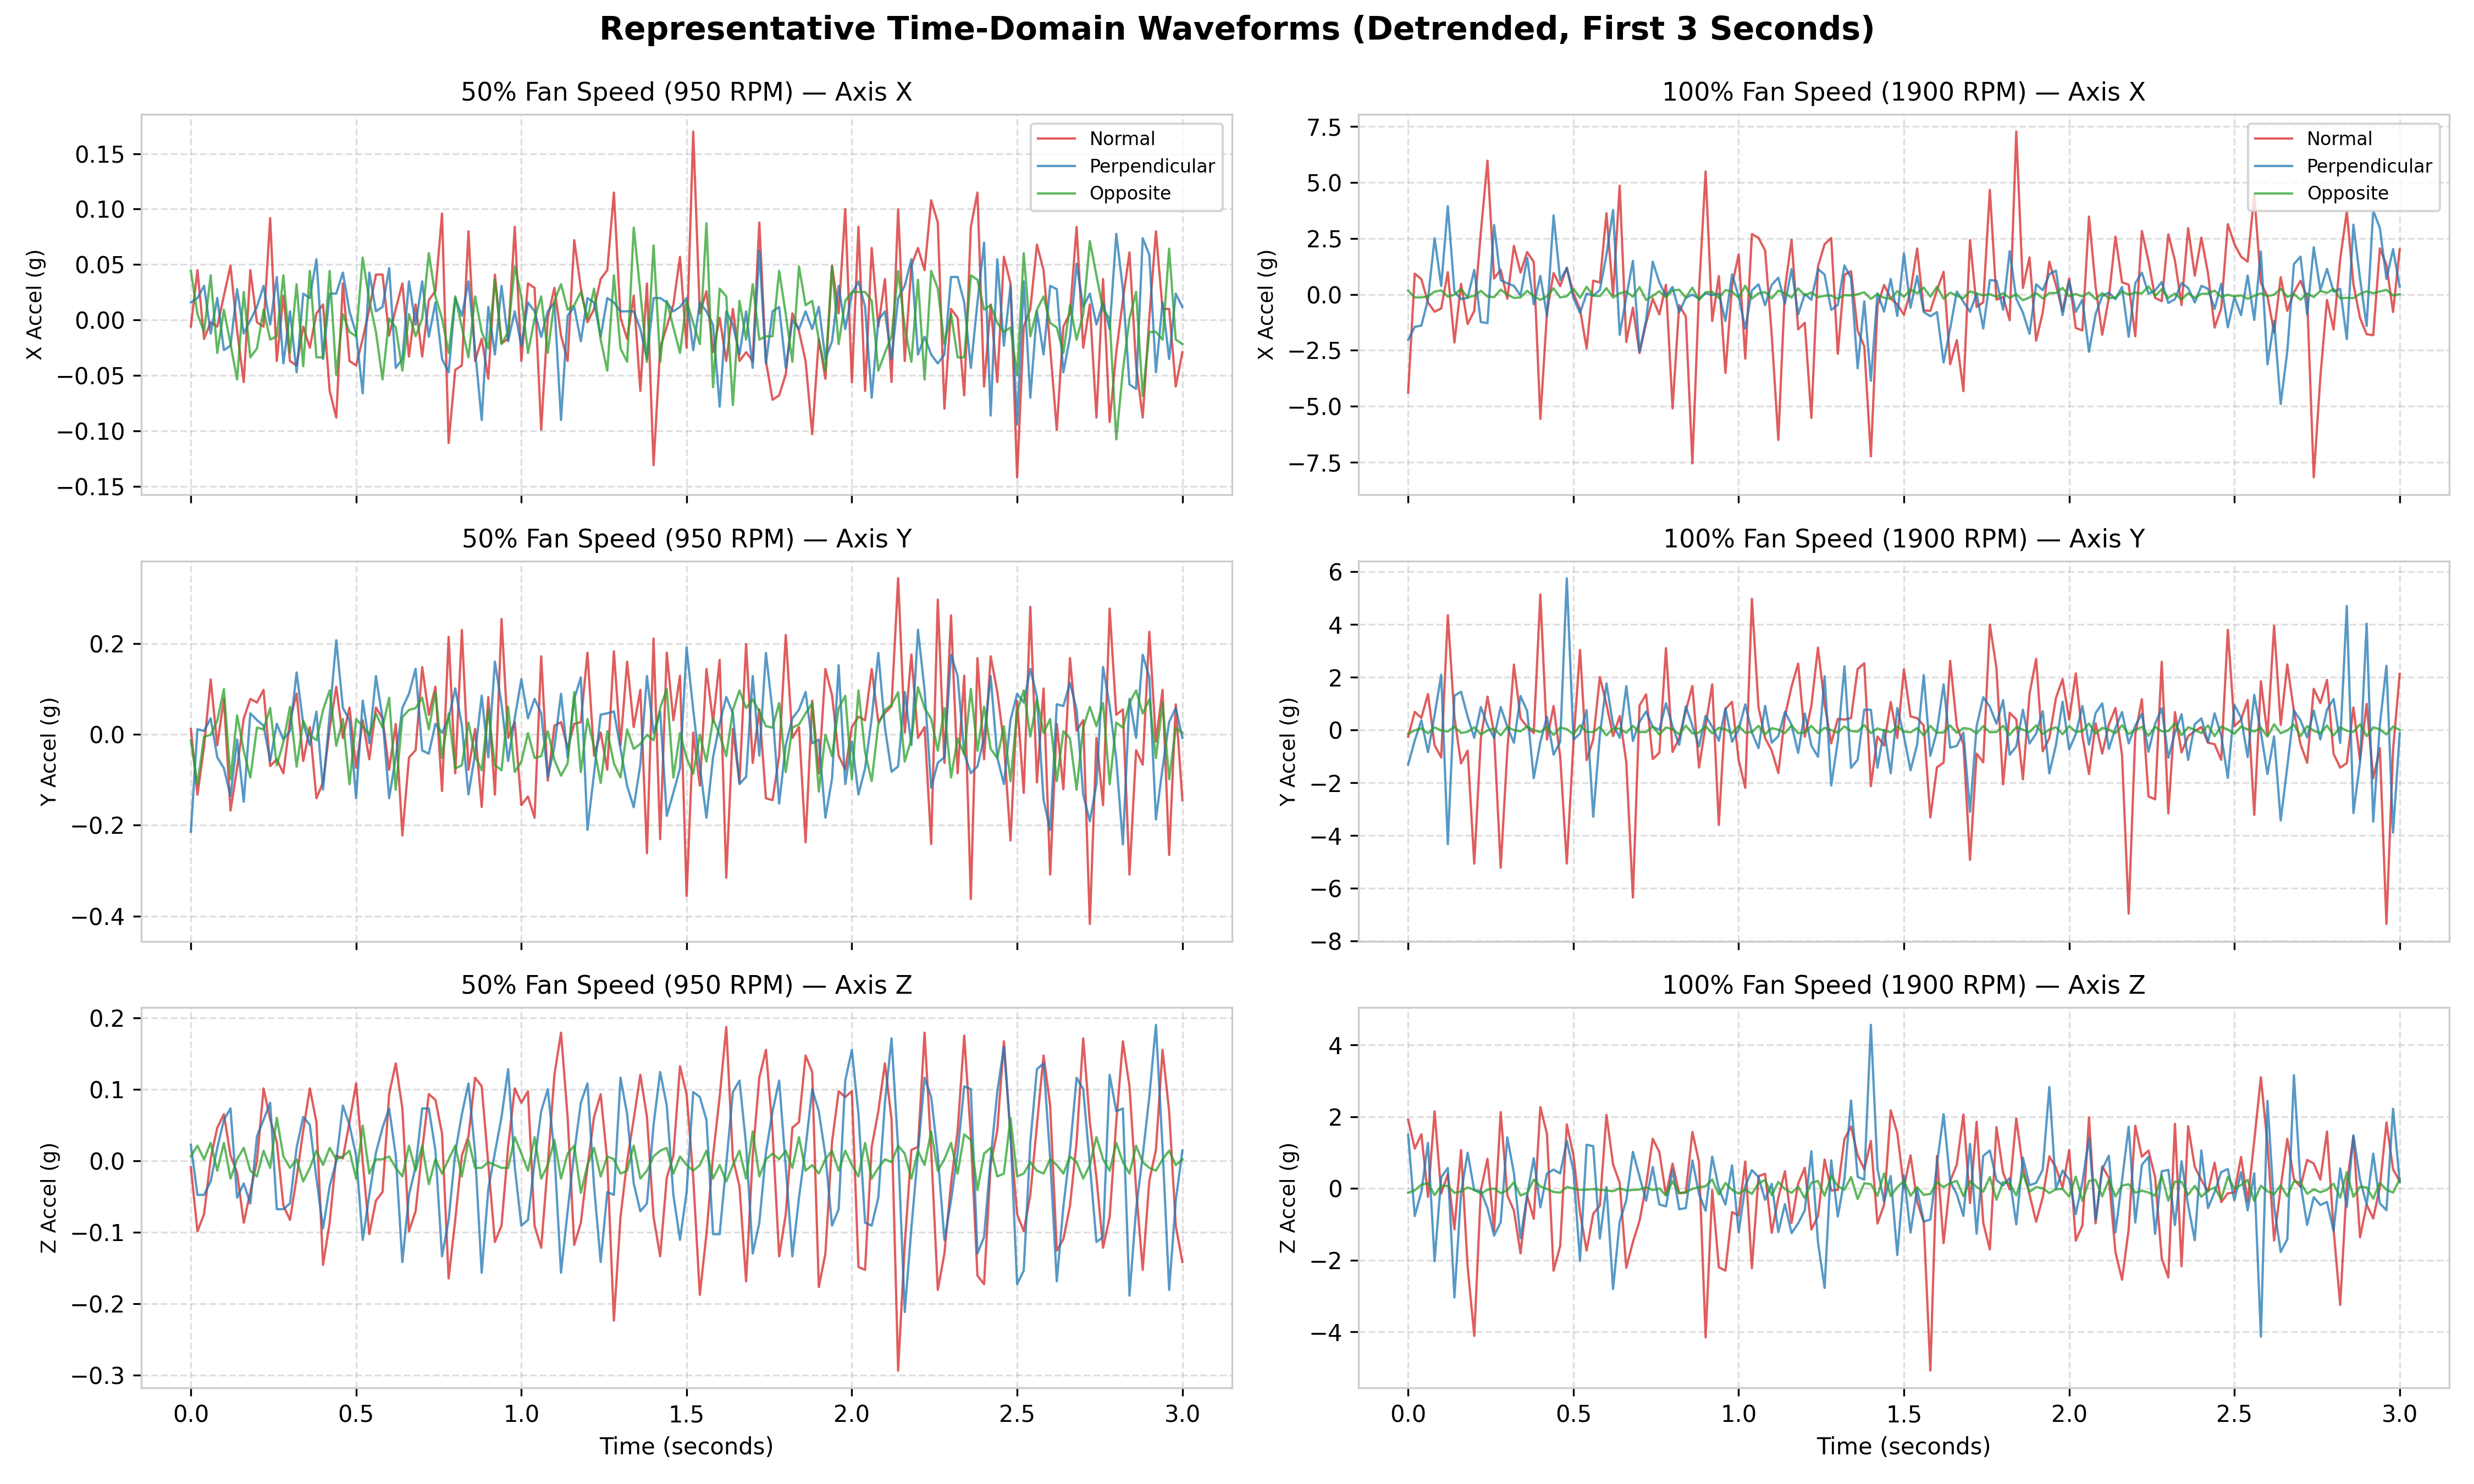 Representative Time-Domain Waveforms (Detrended, First 3 Seconds)
50% Fan Speed (950 RPM) — Axis X
X Accel (g)
0.15
0.10
0.05
0.00
−0.05
−0.10
−0.15
Normal
Perpendicular
Opposite
100% Fan Speed (1900 RPM) — Axis X
X Accel (g)
7.5
5.0
2.5
0.0
−2.5
−5.0
−7.5
Normal
Perpendicular
Opposite
50% Fan Speed (950 RPM) — Axis Y
Y Accel (g)
0.2
0.0
−0.2
−0.4
100% Fan Speed (1900 RPM) — Axis Y
Y Accel (g)
6
4
2
0
−2
−4
−6
−8
50% Fan Speed (950 RPM) — Axis Z
Z Accel (g)
0.2
0.1
0.0
−0.1
−0.2
−0.3
0.0 0.5 1.0 1.5 2.0 2.5 3.0
Time (seconds)
100% Fan Speed (1900 RPM) — Axis Z
Z Accel (g)
4
2
0
−2
−4
0.0 0.5 1.0 1.5 2.0 2.5 3.0
Time (seconds)